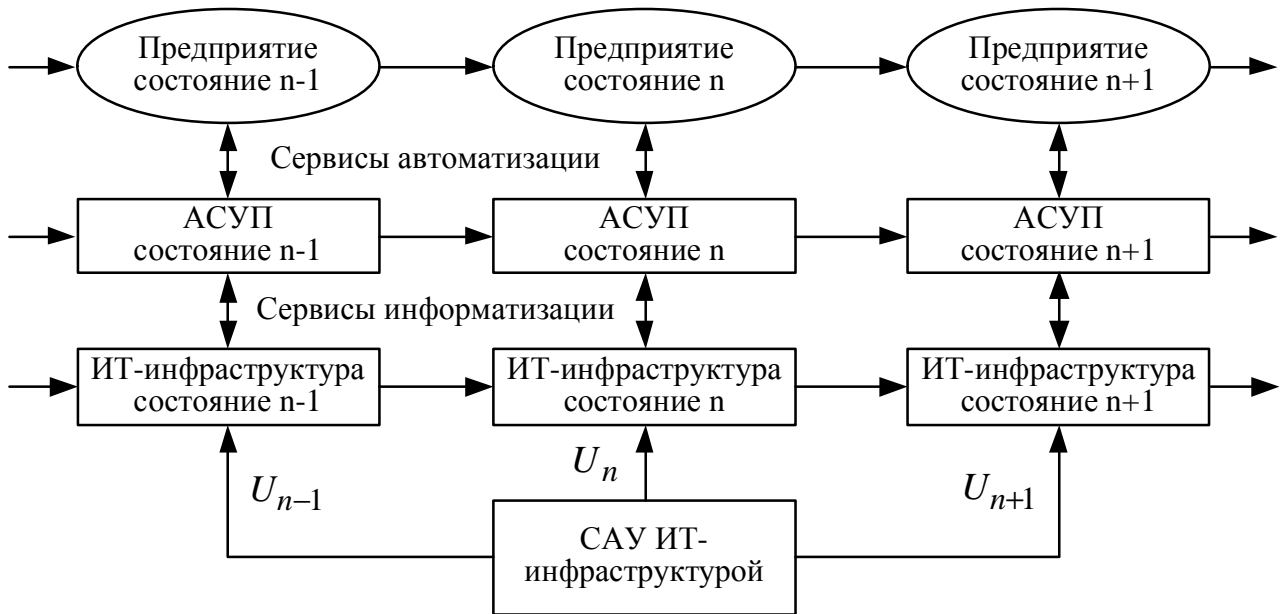 Предприятие
состояние n-1
Предприятие
состояние n
Предприятие
состояние n+1
Сервисы автоматизации
АСУП
состояние n-1
АСУП
состояние n
АСУП
состояние n+1
Сервисы информатизации
ИТ-инфраструктура
состояние n-1
ИТ-инфраструктура
состояние n
ИТ-инфраструктура
состояние n+1
U_{n-1}
U_n
U_{n+1}
САУ ИТ-
инфраструктурой